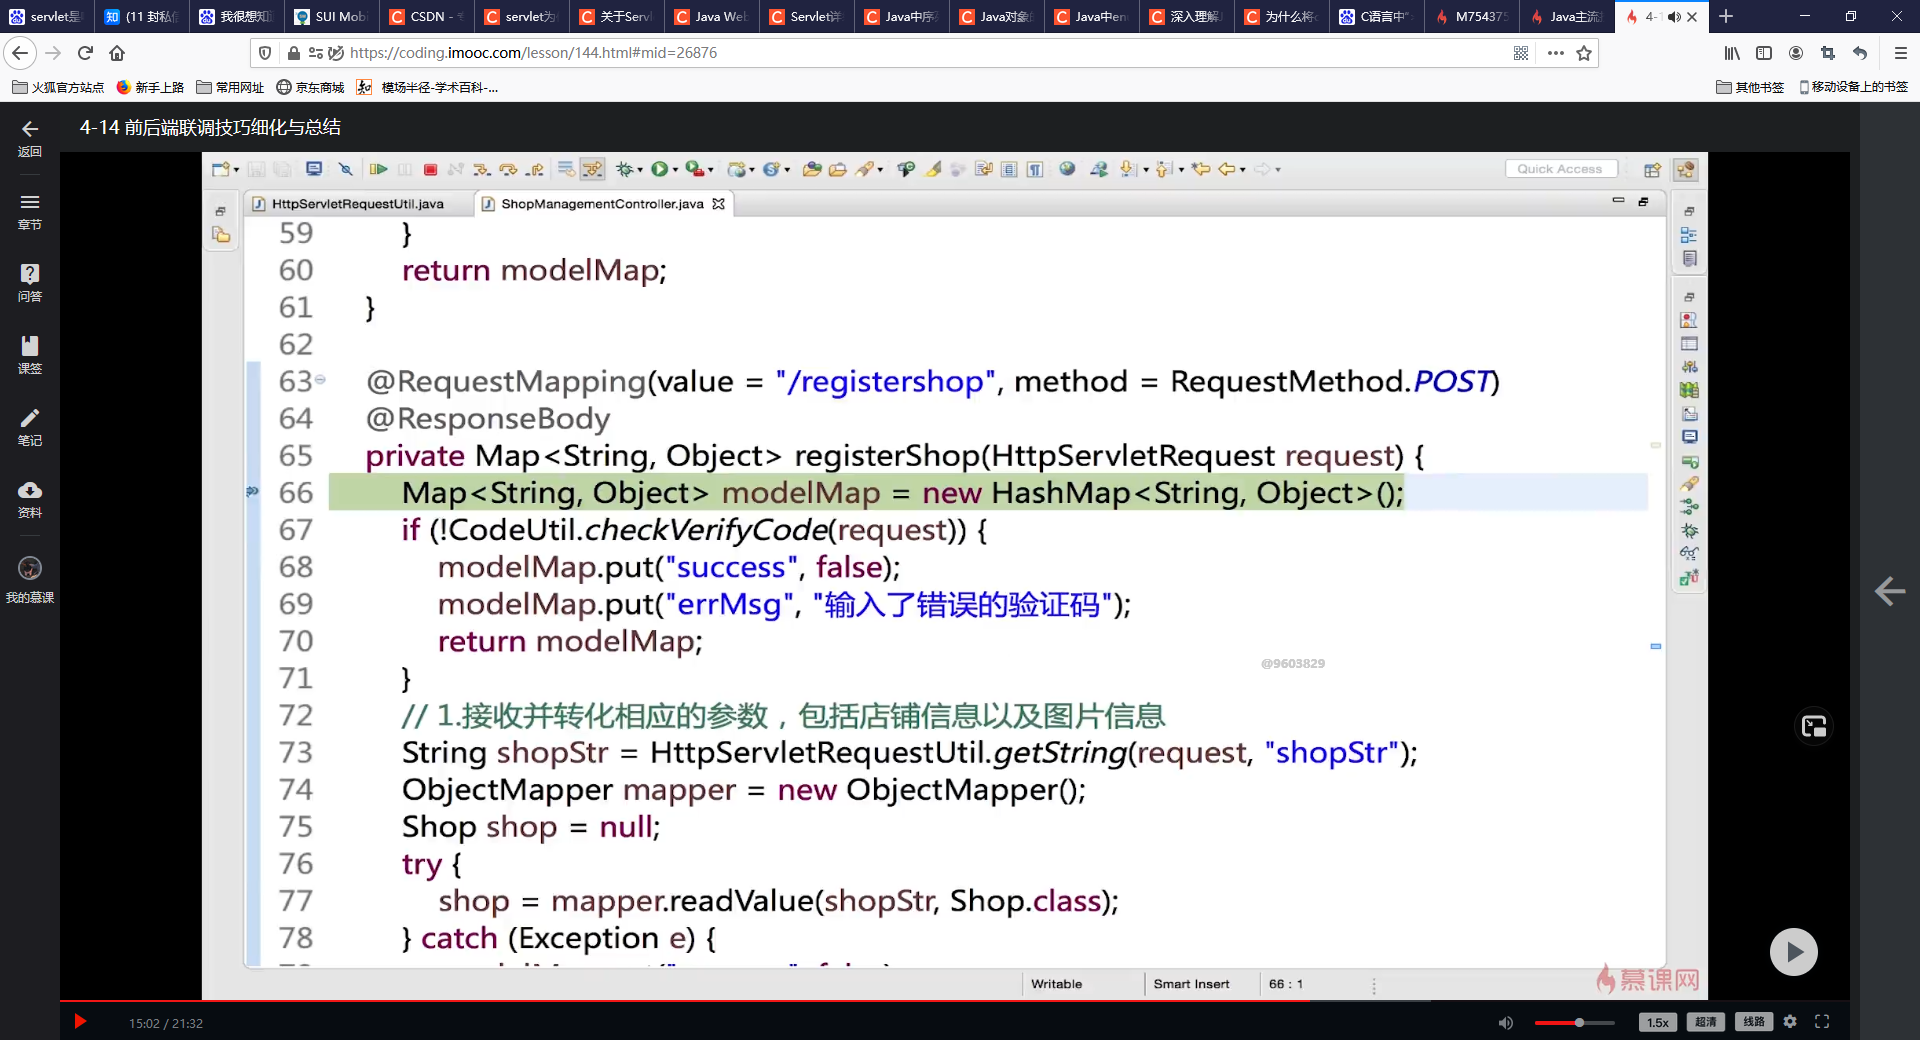 servlet是
(11 封私信
我很想知道
SUI Mobi
CSDN - 专
servlet为
关于Servl
Java Web
Servlet详
Java中序
Java对象
Java中en
深入理解J
为什么将c
C语言中"
M754375
Java主流
4-1
https://coding.imooc.com/lesson/144.html#mid=26876
火狐官方站点
新手上路
常用网址
京东商城
模场半径-学术百科-...
其他书签
移动设备上的书签
返回
4-14 前后端联调技巧细化与总结
章节
问答
课签
笔记
资料
我的慕课
Quick Access
HttpServletRequestUtil.java
ShopManagementController.java
59 }
60 return modelMap;
61 }
62
63 @RequestMapping(value = "/registershop", method = RequestMethod.POST)
64 @ResponseBody
65 private Map<String, Object> registerShop(HttpServletRequest request) {
66 Map<String, Object> modelMap = new HashMap<String, Object>();
67 if (!CodeUtil.checkVerifyCode(request)) {
68 modelMap.put("success", false);
69 modelMap.put("errMsg", "输入了错误的验证码");
70 return modelMap;
@9603829
71 }
72 // 1.接收并转化相应的参数，包括店铺信息以及图片信息
73 String shopStr = HttpServletRequestUtil.getString(request, "shopStr");
74 ObjectMapper mapper = new ObjectMapper();
75 Shop shop = null;
76 try {
77 shop = mapper.readValue(shopStr, Shop.class);
78 } catch (Exception e) {
Writable
Smart Insert
66 : 1
慕课网
15:02 / 21:32
1.5x
超清
线路